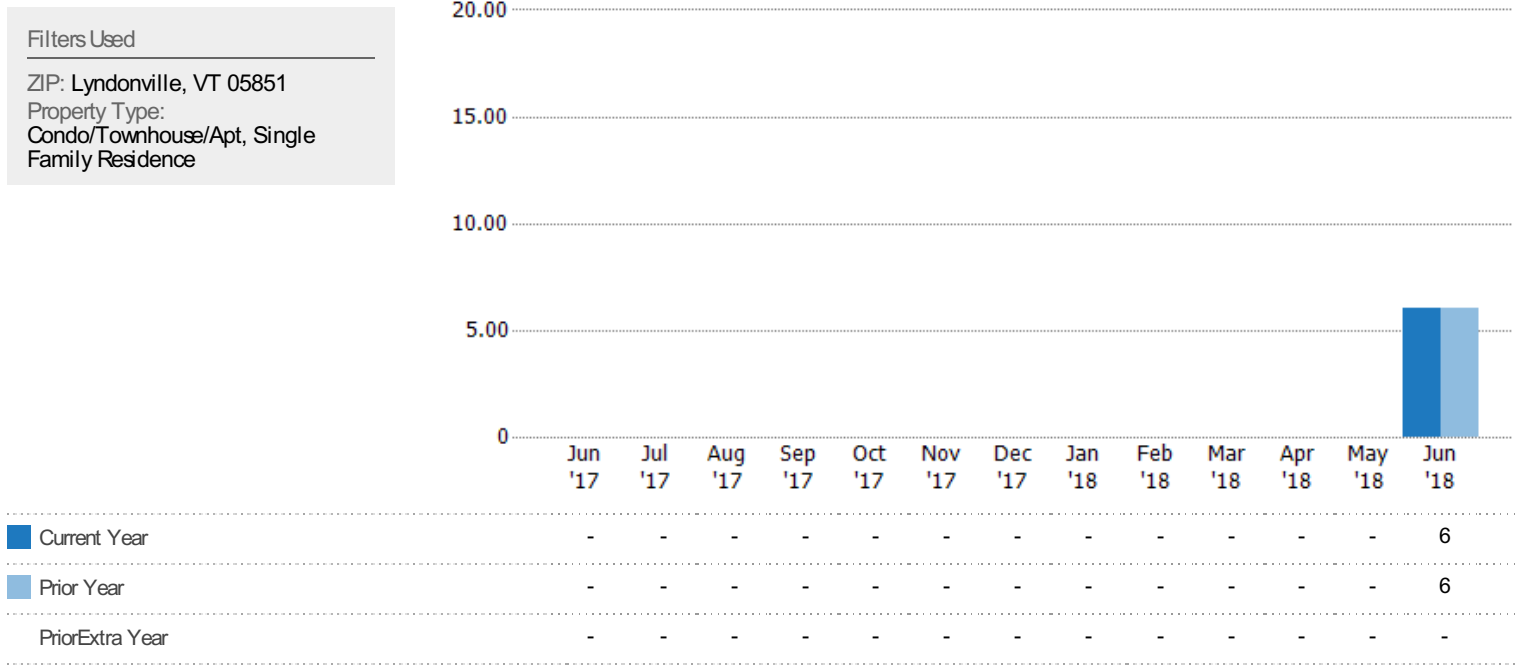 Filters Used
ZIP: Lyndonville, VT 05851
Property Type:
Condo/Townhouse/Apt, Single
Family Residence
20.00
15.00
10.00
5.00
0
Jun Jul Aug Sep Oct Nov Dec Jan Feb Mar Apr May Jun
'17 '17 '17 '17 '17 '17 '17 '18 '18 '18 '18 '18 '18
Current Year - - - - - - - - - - - - 6
Prior Year - - - - - - - - - - - - 6
PriorExtra Year - - - - - - - - - - - - -